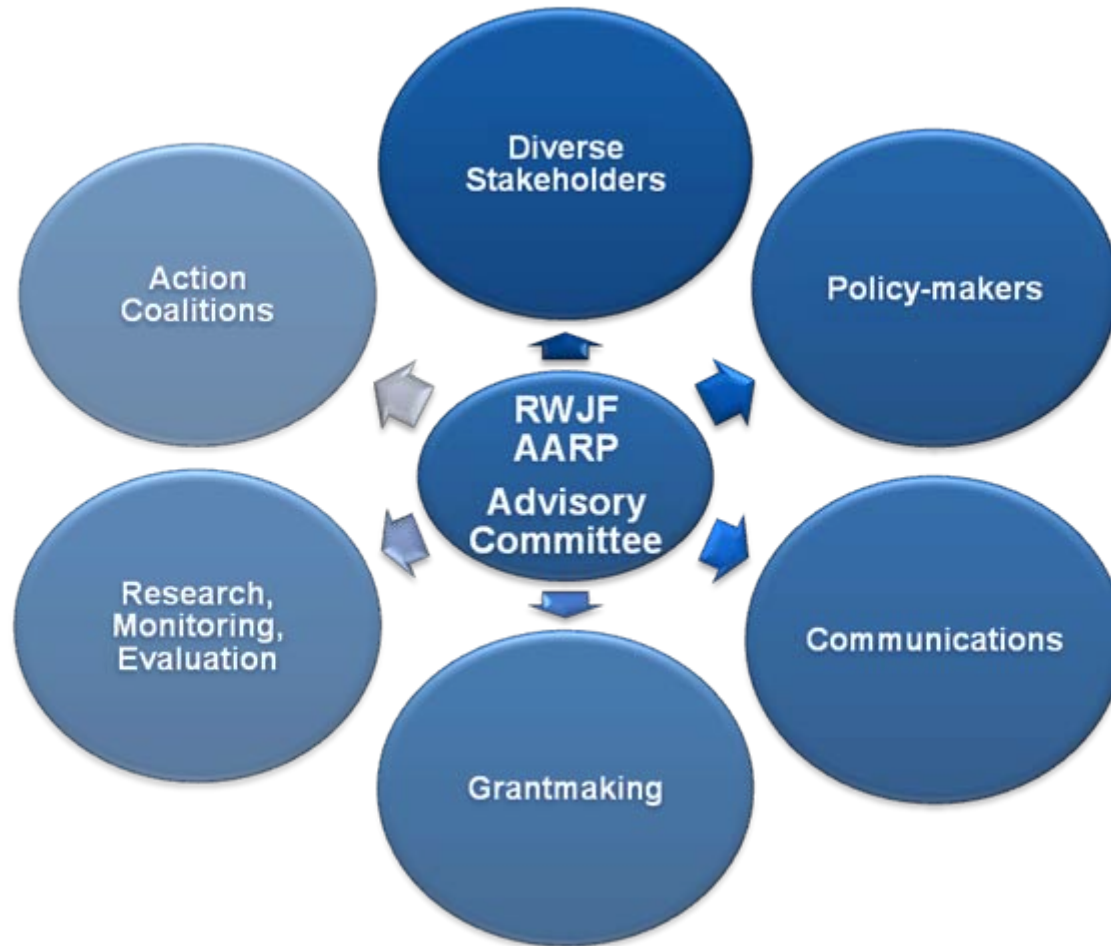 Diverse
Stakeholders
Action
Coalitions
Policy-makers
RWJF
AARP
Advisory
Committee
Research,
Monitoring,
Evaluation
Communications
Grantmaking